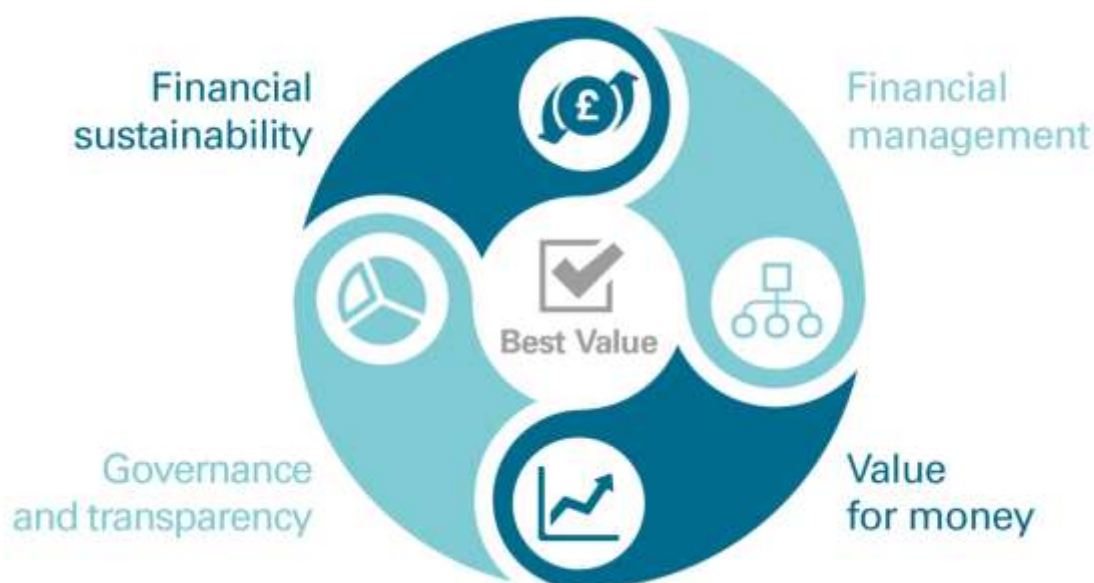 Financial
sustainability
Financial
management
£
Best Value
Governance
and transparency
Value
for money